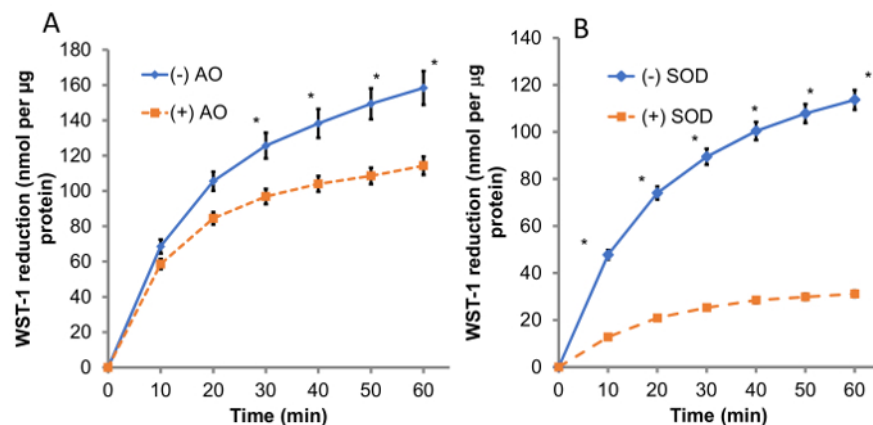 A
WST-1 reduction (nmol per µg
protein)
180
160
140
120
100
80
60
40
20
0
(-) AO
(+) AO
*
*
*
*
0 10 20 30 40 50 60
Time (min)
B
WST-1 reduction (nmol per µg
protein)
140
120
100
80
60
40
20
0
(-) SOD
(+) SOD
*
*
*
*
*
*
0 10 20 30 40 50 60
Time (min)